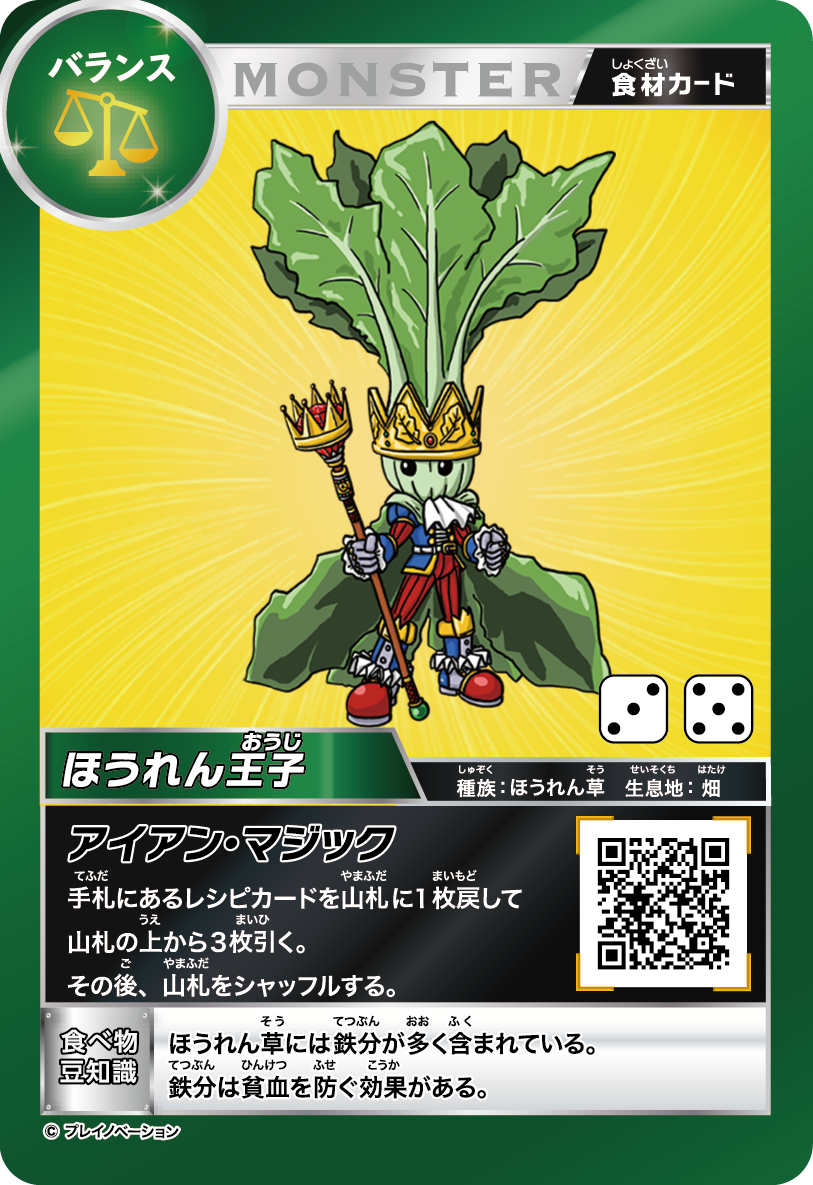 バランス
MONSTER
しょくざい
食材カード
おうじ
ほうれん王子
しゅぞく そう せいそくち はたけ
種族:ほうれん草 生息地:畑
アイアン・マジック
てふだ やまふだ まいもど
手札にあるレシピカードを山札に1枚戻して
うえ まいひ
山札の上から3枚引く。
ご やまふだ
その後、山札をシャッフルする。
食べ物
豆知識
そう てつぶん おお ふく
ほうれん草には鉄分が多く含まれている。
てつぶん ひんけつ ふせ こうか
鉄分は貧血を防ぐ効果がある。
© プレイノベーション